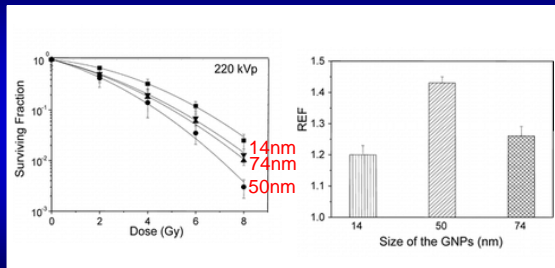 220 kVp
Surviving Fraction
10^0
10^-1
10^-2
10^-3
14nm
74nm
50nm
0 2 4 6 8
Dose (Gy)
REF
1.5
1.4
1.3
1.2
1.1
1.0
14 50 74
Size of the GNPs (nm)